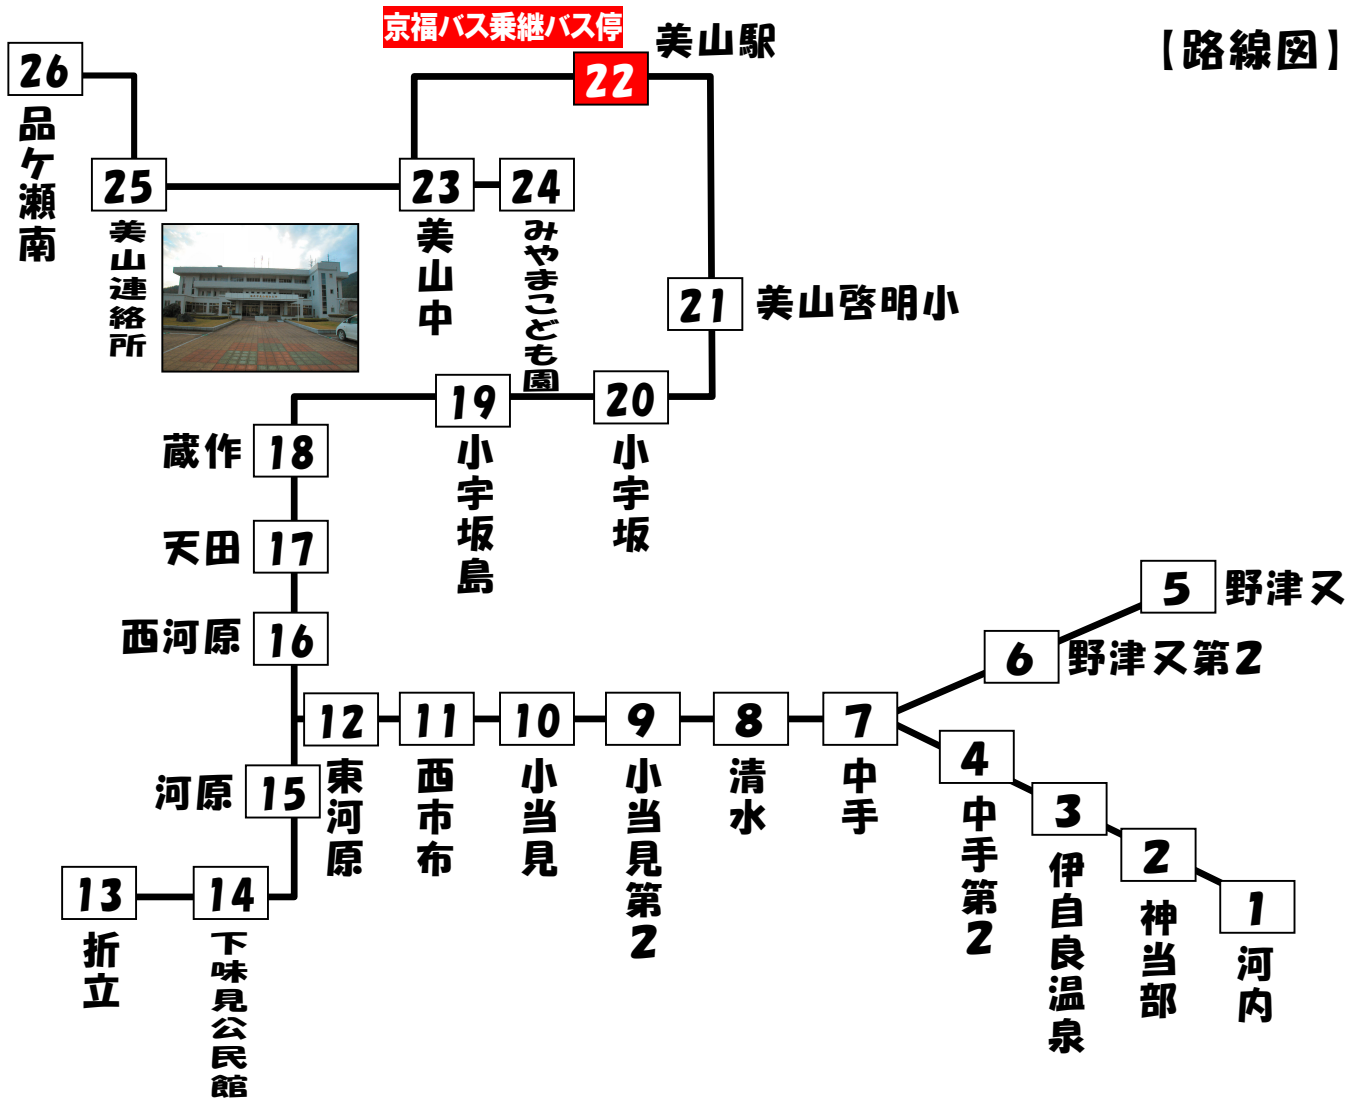 【路線図】
京福バス乗継バス停
美山駅
22
26
品ケ瀬南
25
美山連絡所
23
美山中
24
みやまこども園
21
美山啓明小
20
小宇坂
19
小宇坂島
蔵作
18
天田
17
西河原
16
5
野津又
6
野津又第2
12
東河原
11
西市布
10
小当見
9
小当見第2
8
清水
7
中手
4
中手第2
3
伊自良温泉
2
神当部
1
河内
河原
15
13
折立
14
下味見公民館